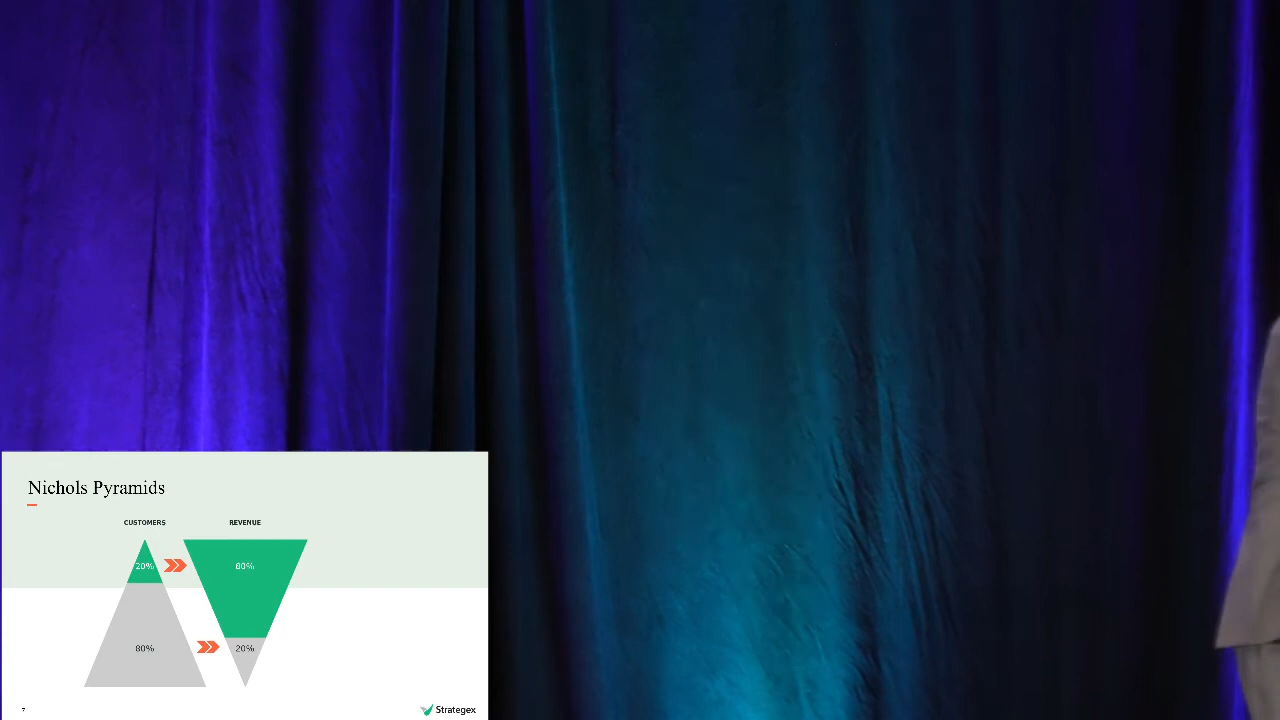 Nichols Pyramids
CUSTOMERS REVENUE
20% 80%
80% 20%
7 Strategex